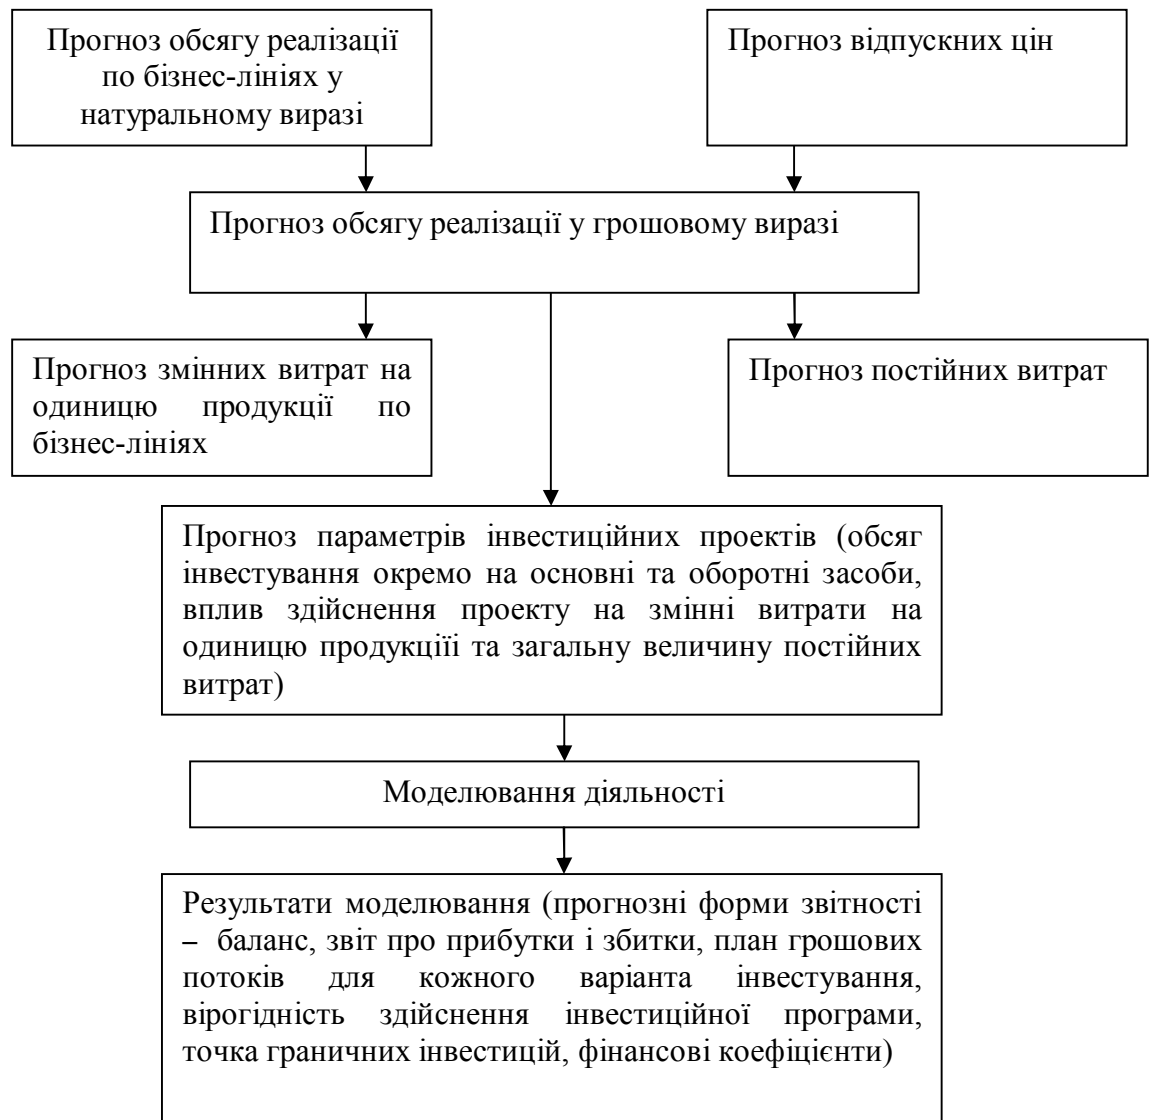 Прогноз обсягу реалізації
по бізнес-лініях у
натуральному виразі
Прогноз відпускних цін
Прогноз обсягу реалізації у грошовому виразі
Прогноз змінних витрат на
одиницю продукції по
бізнес-лініях
Прогноз постійних витрат
Прогноз параметрів інвестиційних проектів (обсяг
інвестування окремо на основні та оборотні засоби,
вплив здійснення проекту на змінні витрати на
одиницю продукціїі та загальну величину постійних
витрат)
Моделювання діяльності
Результати моделювання (прогнозні форми звітності
– баланс, звіт про прибутки і збитки, план грошових
потоків для кожного варіанта інвестування,
вірогідність здійснення інвестиційної програми,
точка граничних інвестицій, фінансові коефіцієнти)